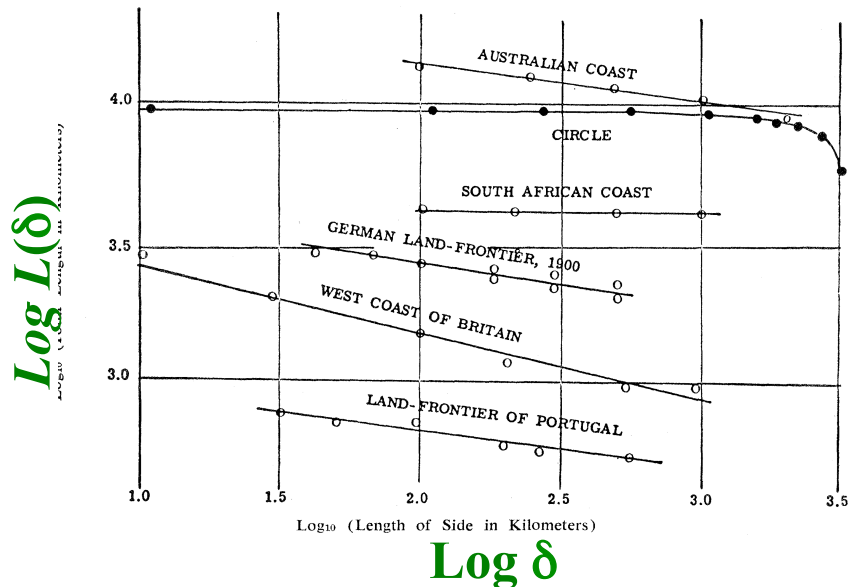 AUSTRALIAN COAST
4.0
CIRCLE
SOUTH AFRICAN COAST
GERMAN LAND-FRONTIER, 1900
3.5
WEST COAST OF BRITAIN
3.0
LAND-FRONTIER OF PORTUGAL
Log L(δ)
1.0 1.5 2.0 2.5 3.0 3.5
Log₁₀ (Length of Side in Kilometers)
Log δ